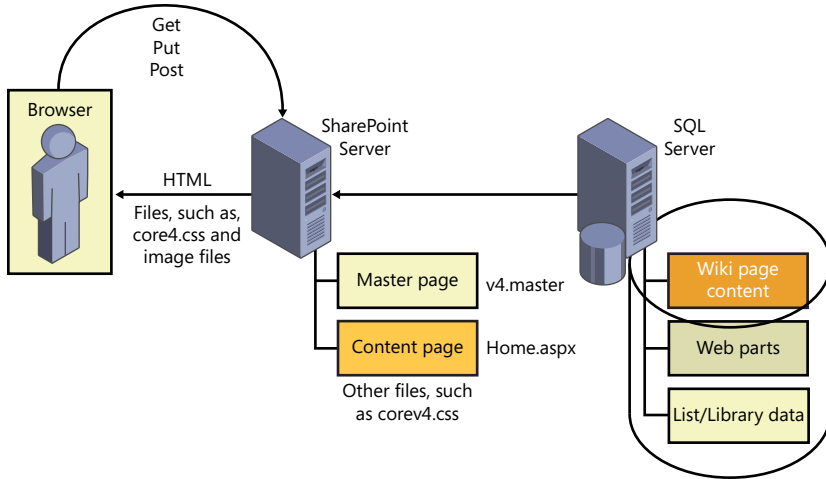 Get
Put
Post
Browser
SharePoint
Server
SQL
Server
HTML
Files, such as,
core4.css and
image files
Master page
v4.master
Content page
Home.aspx
Other files, such
as corev4.css
Wiki page
content
Web parts
List/Library data